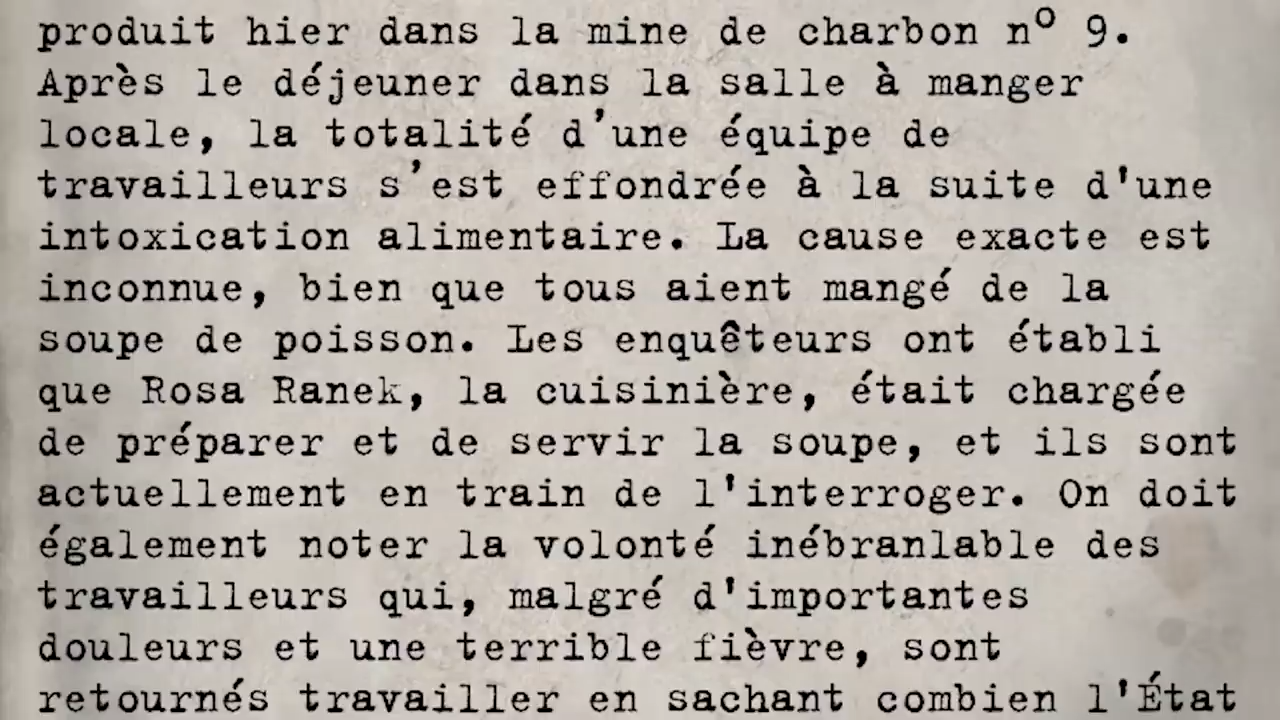 produit hier dans la mine de charbon nº 9.
Après le déjeuner dans la salle à manger
locale, la totalité d'une équipe de
travailleurs s'est effondrée à la suite d'une
intoxication alimentaire. La cause exacte est
inconnue, bien que tous aient mangé de la
soupe de poisson. Les enquêteurs ont établi
que Rosa Ranek, la cuisinière, était chargée
de préparer et de servir la soupe, et ils sont
actuellement en train de l'interroger. On doit
également noter la volonté inébranlable des
travailleurs qui, malgré d'importantes
douleurs et une terrible fièvre, sont
retournés travailler en sachant combien l'État